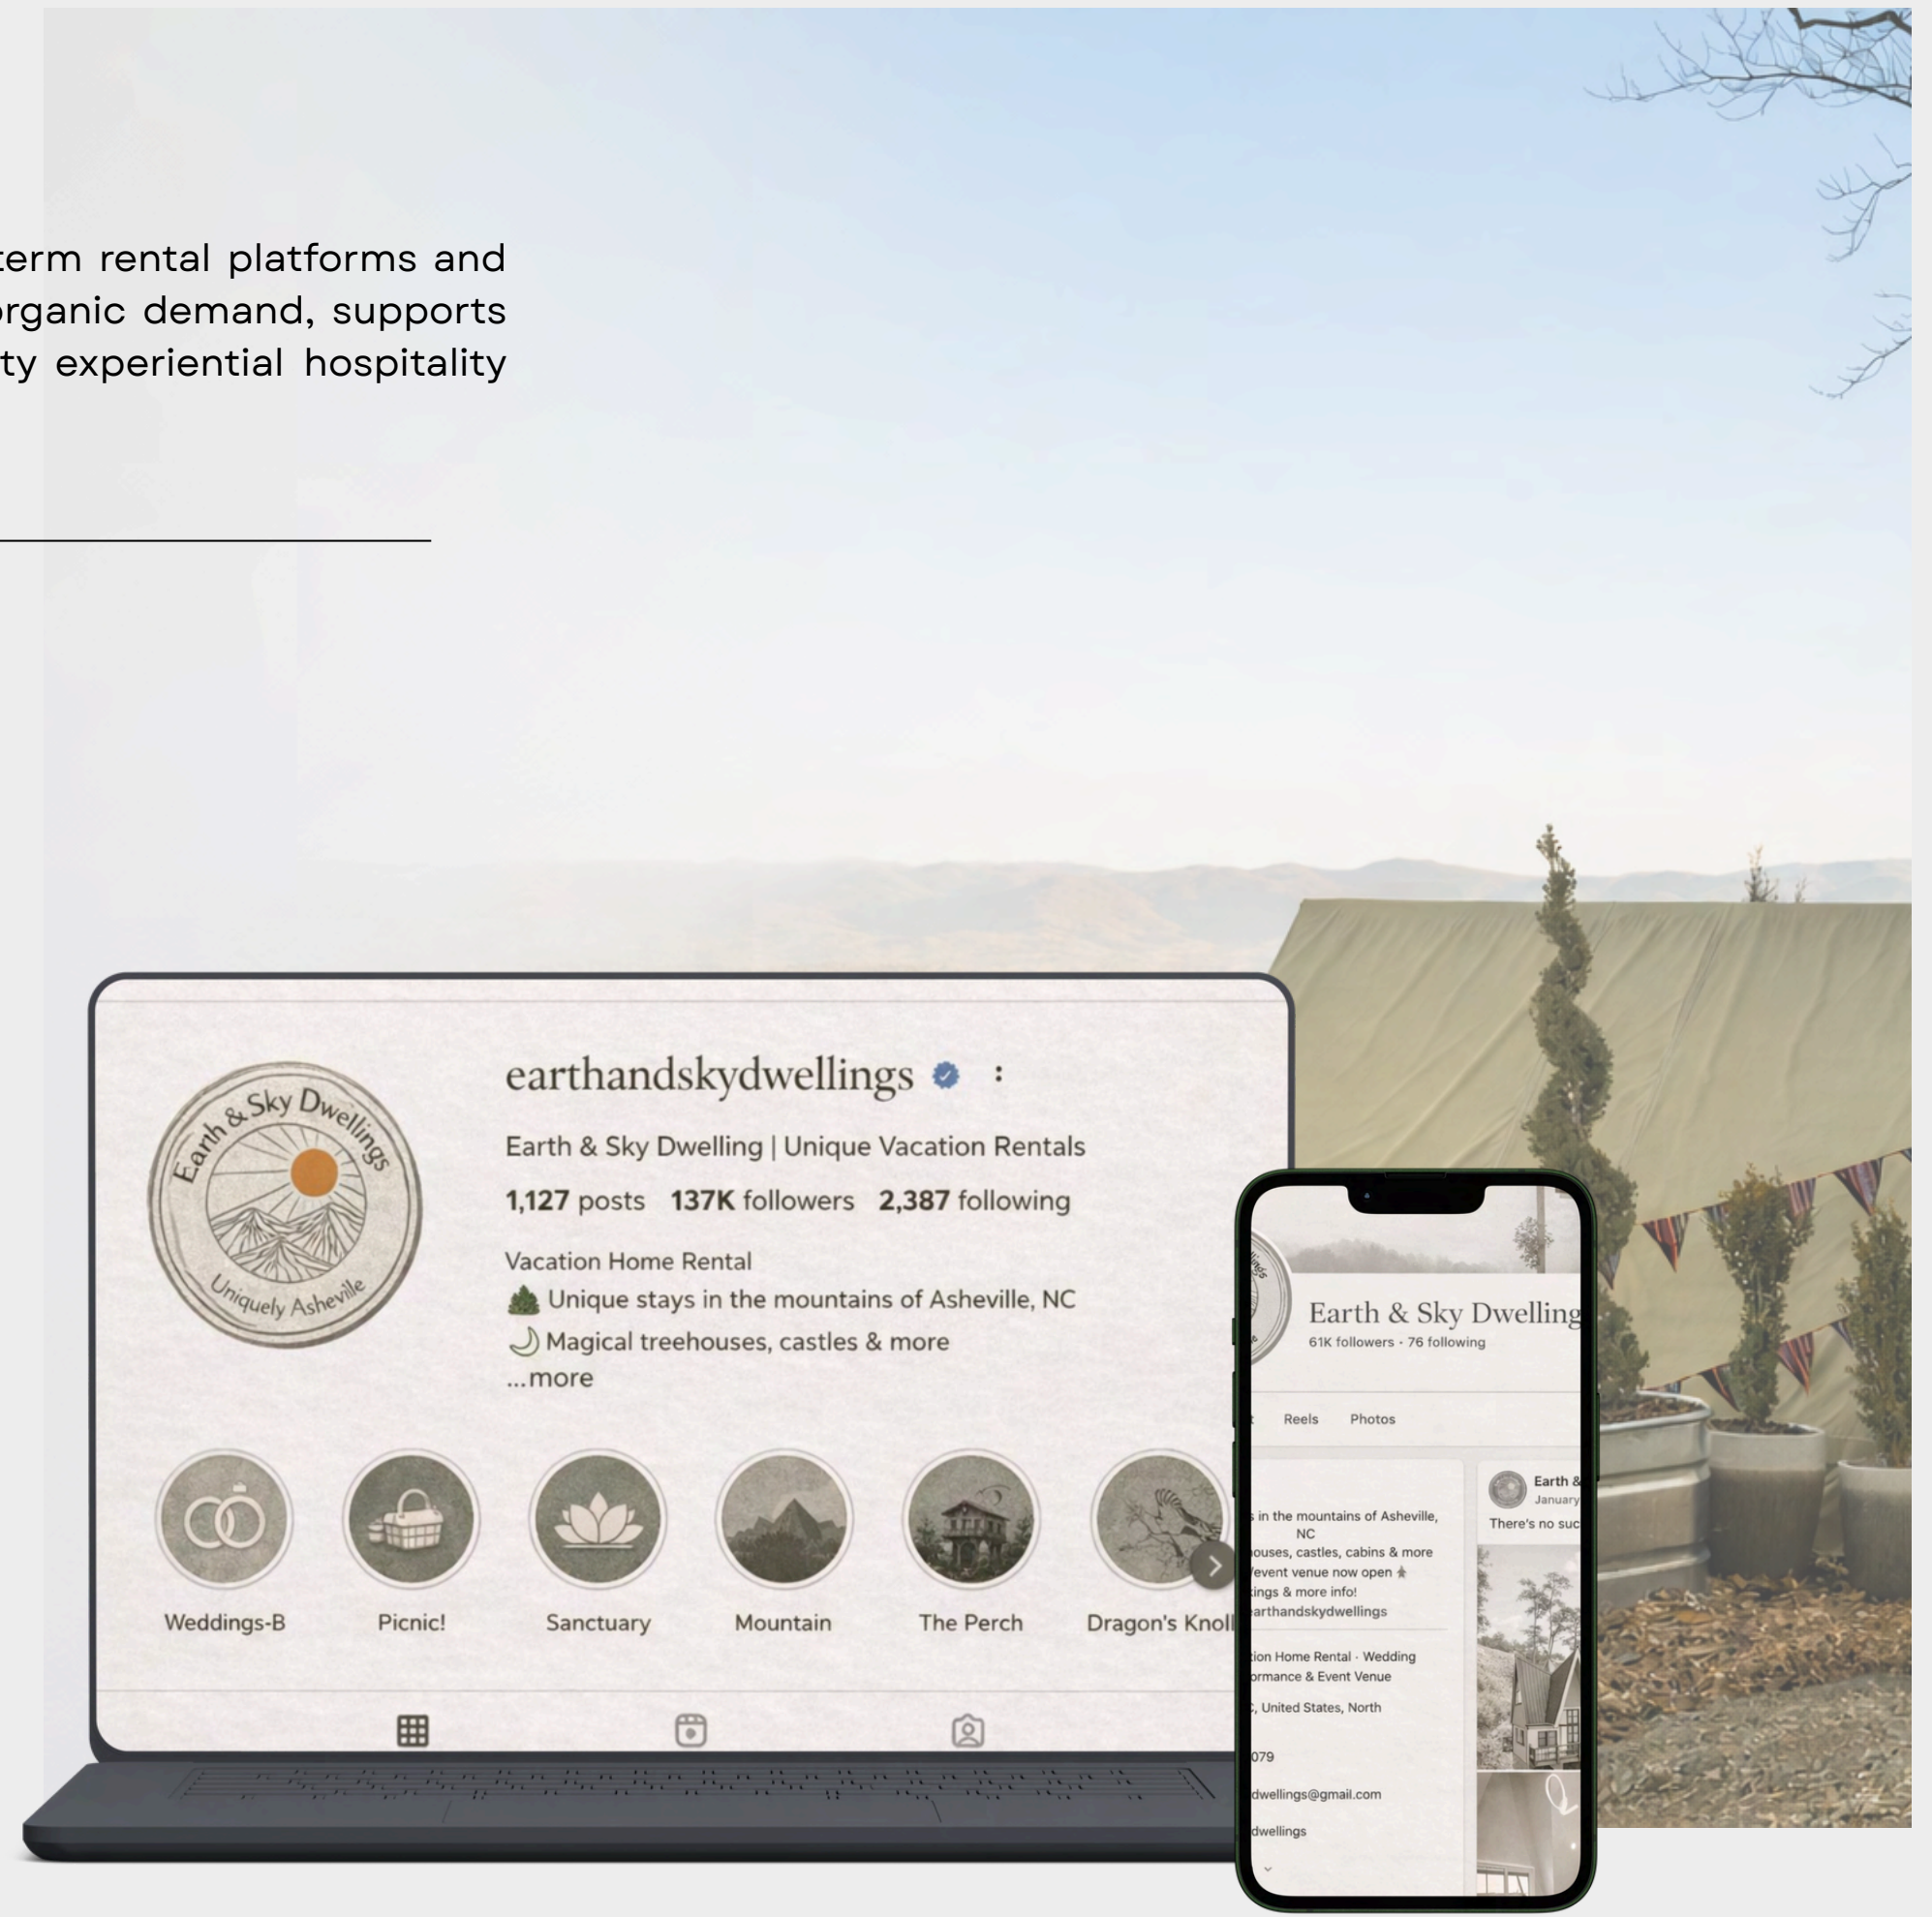 term rental platforms and
organic demand, supports
ty experiential hospitality
earthandskydwellings
Earth & Sky Dwellings
Uniquely Asheville
Earth & Sky Dwelling | Unique Vacation Rentals
1,127 posts 137K followers 2,387 following
Vacation Home Rental
Unique stays in the mountains of Asheville, NC
Magical treehouses, castles & more
...more
Weddings-B
Picnic!
Sanctuary
Mountain
The Perch
Dragon's Knoll
Earth & Sky Dwelling
61K followers · 76 following
Reels
Photos
s in the mountains of Asheville,
NC
ouses, castles, cabins & more
/event venue now open
ings & more info!
earthandskydwellings
tion Home Rental · Wedding
ormance & Event Venue
, United States, North
079
dwellings@gmail.com
dwellings
Earth &
January
There's no suc